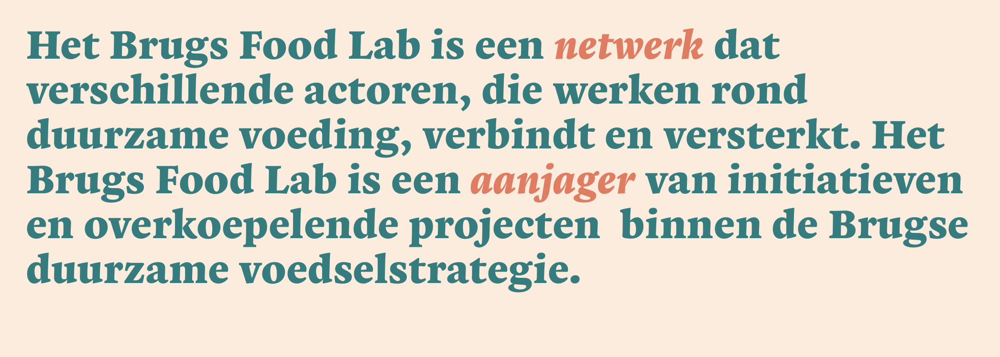 Het Brugs Food Lab is een netwerk dat
verschillende actoren, die werken rond
duurzame voeding, verbindt en versterkt. Het
Brugs Food Lab is een aanjager van initiatieven
en overkoepelende projecten  binnen de Brugse
duurzame voedselstrategie.